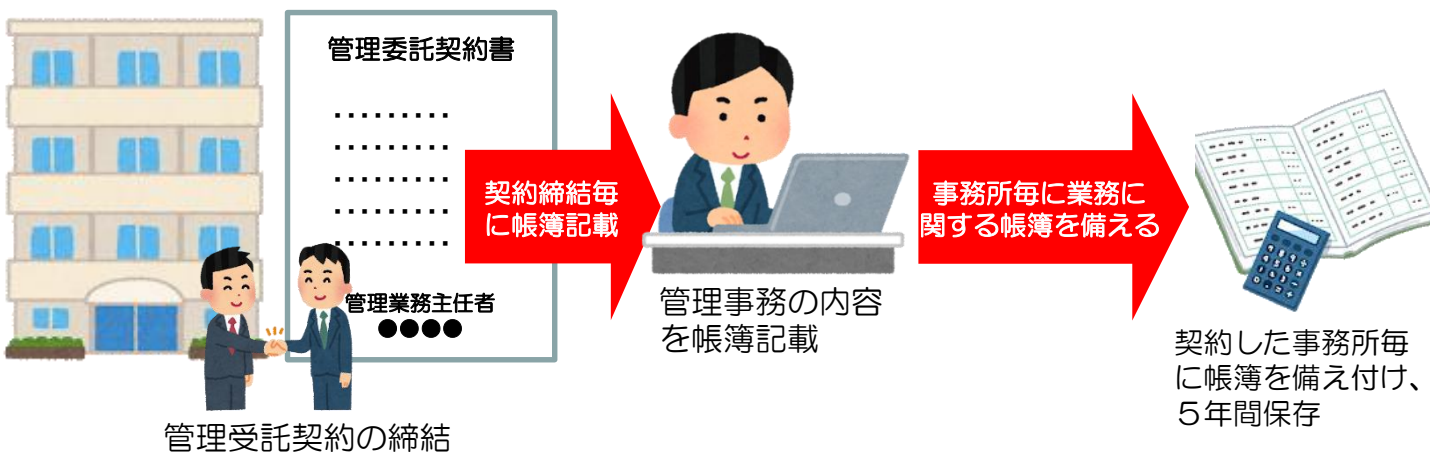 管理委託契約書
・・・・・・・・・
・・・・・・・・・
・・・・・・・・・
・・・・・・・・・
・・・・・・・・・
管理業務主任者
●●●●
管理受託契約の締結
契約締結毎
に帳簿記載
管理事務の内容
を帳簿記載
事務所毎に業務に
関する帳簿を備える
契約した事務所毎
に帳簿を備え付け、
５年間保存